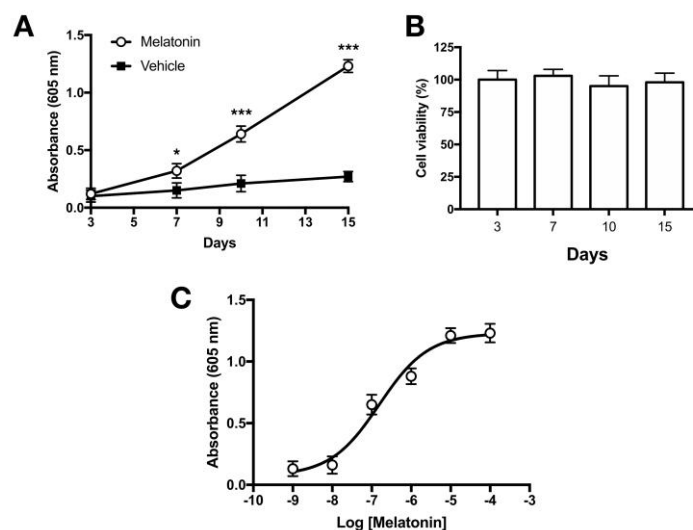 A
Melatonin
Vehicle
*
***
***
Absorbance (605 nm)
1.5
1.0
0.5
0.0
3 5 7 9 11 13 15
Days
B
Cell viability (%)
125
100
75
50
25
0
3 7 10 15
Days
C
Absorbance (605 nm)
1.5
1.0
0.5
0.0
-10 -9 -8 -7 -6 -5 -4 -3
Log [Melatonin]